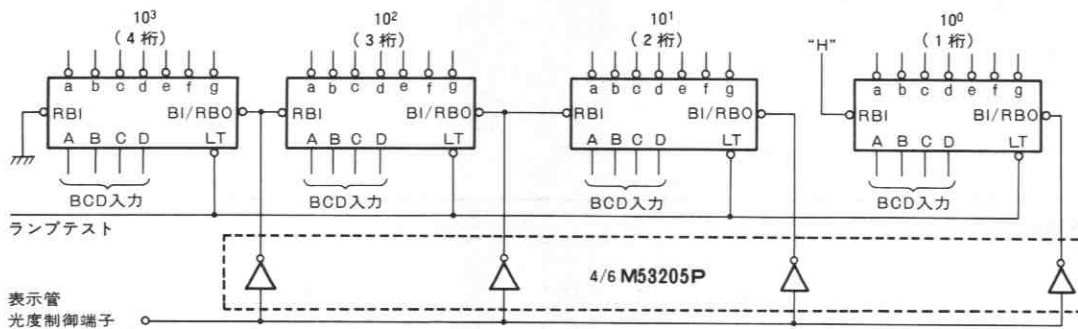 10³ 10² 10¹ 10⁰
(4桁) (3桁) (2桁) (1桁)
"H"
a b c d e f g a b c d e f g a b c d e f g a b c d e f g
RBI BI/RBO RBI BI/RBO RBI BI/RBO RBI BI/RBO
A B C D LT A B C D LT A B C D LT A B C D LT
BCD入力 BCD入力 BCD入力 BCD入力
ランプテスト
4/6 M53205P
表示管
光度制御端子